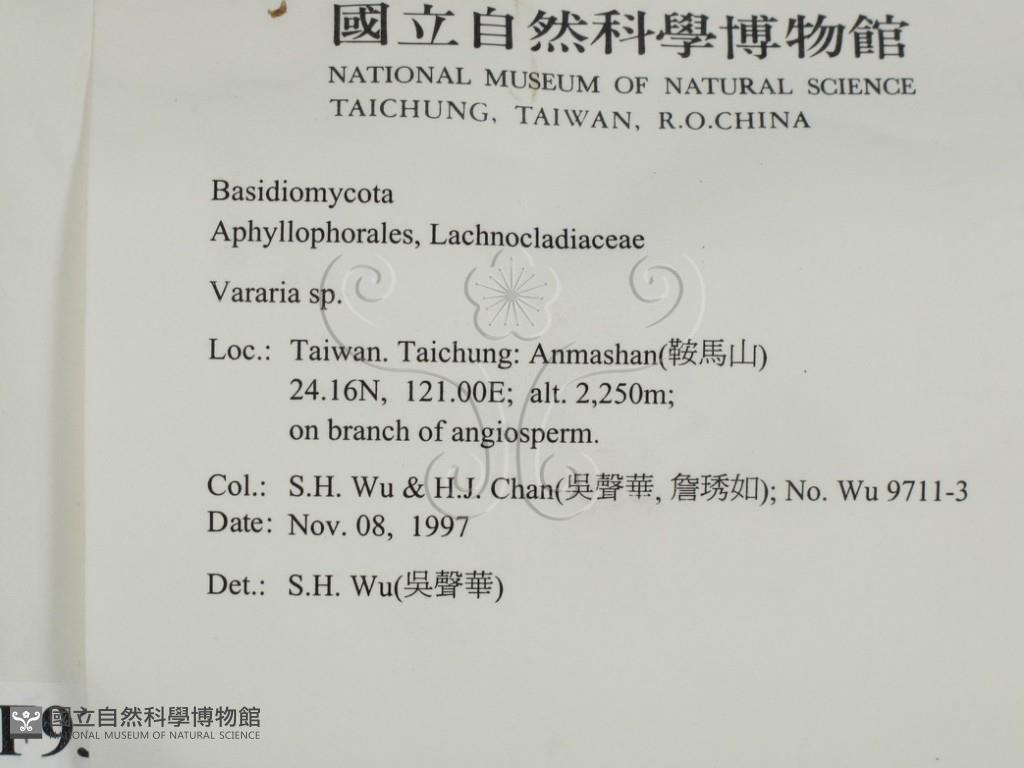 國立自然科學博物館
NATIONAL MUSEUM OF NATURAL SCIENCE
TAICHUNG, TAIWAN, R.O.CHINA
Basidiomycota
Aphyllophorales, Lachnocladiaceae
Vararia sp.
Loc.: Taiwan. Taichung: Anmashan(鞍馬山)
24.16N, 121.00E; alt. 2,250m;
on branch of angiosperm.
Col.: S.H. Wu & H.J. Chan(吳聲華, 詹琇如); No. Wu 9711-3
Date: Nov. 08, 1997
Det.: S.H. Wu(吳聲華)
國立自然科學博物館
NATIONAL MUSEUM OF NATURAL SCIENCE